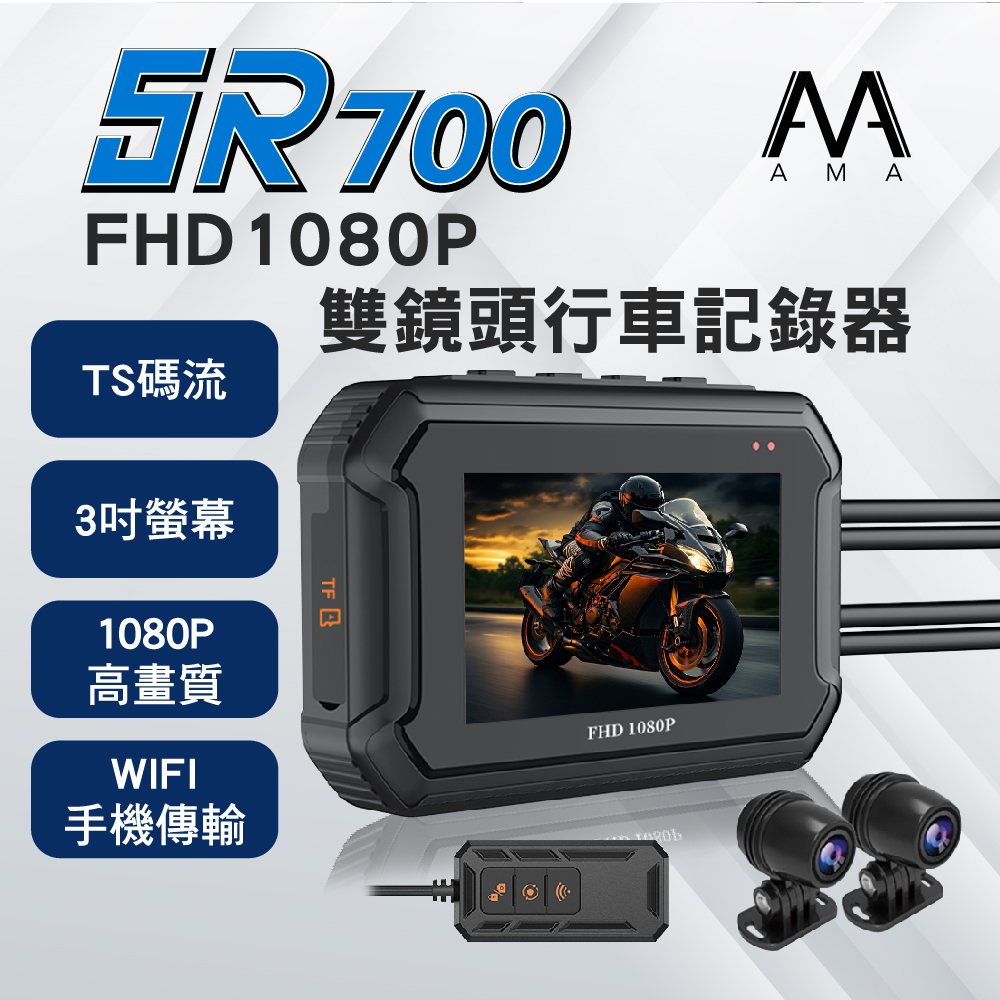 SR700
AMA
FHD1080P
雙鏡頭行車記錄器
TS碼流
3吋螢幕
1080P
高畫質
WIFI
手機傳輸
TF
FHD 1080P